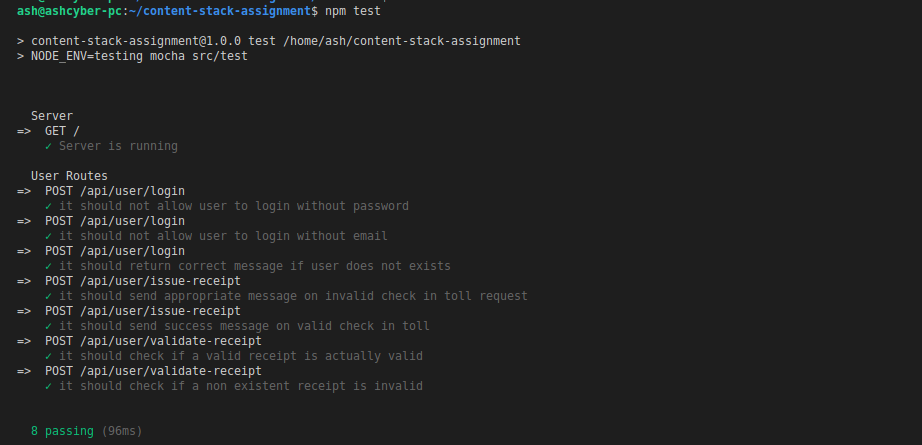 ash@ashcyber-pc:~/content-stack-assignment$ npm test
> content-stack-assignment@1.0.0 test /home/ash/content-stack-assignment
> NODE_ENV=testing mocha src/test
Server
=> GET /
✓ Server is running
User Routes
=> POST /api/user/login
✓ it should not allow user to login without password
=> POST /api/user/login
✓ it should not allow user to login without email
=> POST /api/user/login
✓ it should return correct message if user does not exists
=> POST /api/user/issue-receipt
✓ it should send appropriate message on invalid check in toll request
=> POST /api/user/issue-receipt
✓ it should send success message on valid check in toll
=> POST /api/user/validate-receipt
✓ it should check if a valid receipt is actually valid
=> POST /api/user/validate-receipt
✓ it should check if a non existent receipt is invalid
8 passing (96ms)